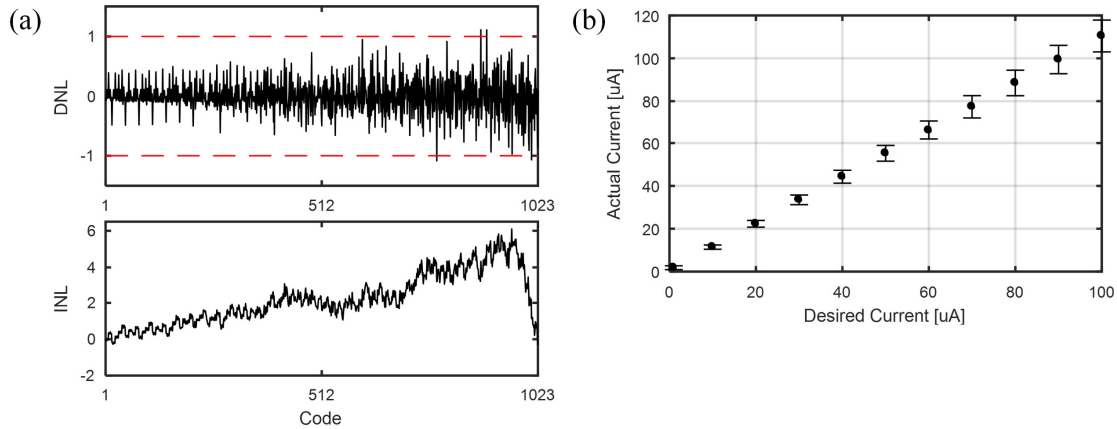 (a)
1
0
-1
DNL
1 512 1023
6
4
2
0
-2
INL
1 512 1023
Code
(b)
120
100
80
60
40
20
0
Actual Current [uA]
0 20 40 60 80 100
Desired Current [uA]